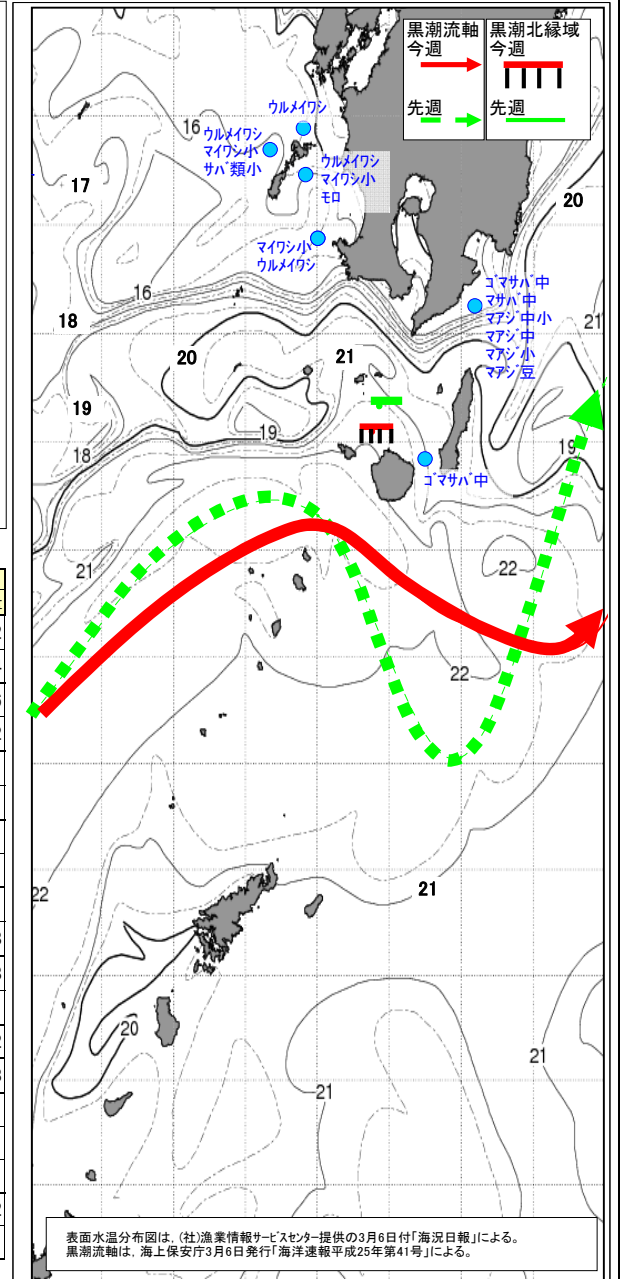 黒潮流軸
今週
先週
黒潮北縁域
今週
先週
ウルメイワシ
16
ウルメイワシ
マイワシ小
サバ類小
ウルメイワシ
マイワシ小
モロ
17
20
マイワシ小
ウルメイワシ
ゴマサバ中
マサバ中
マアジ中小
マアジ中
マアジ小
マアジ豆
16
18
21
20
21
19
19
18
19
ゴマサバ中
21
22
22
22
21
20
21
21
表面水温分布図は, (社)漁業情報サービスセンター提供の3月6日付「海況日報」による。
黒潮流軸は, 海上保安庁3月6日発行「海洋速報平成25年第41号」による。